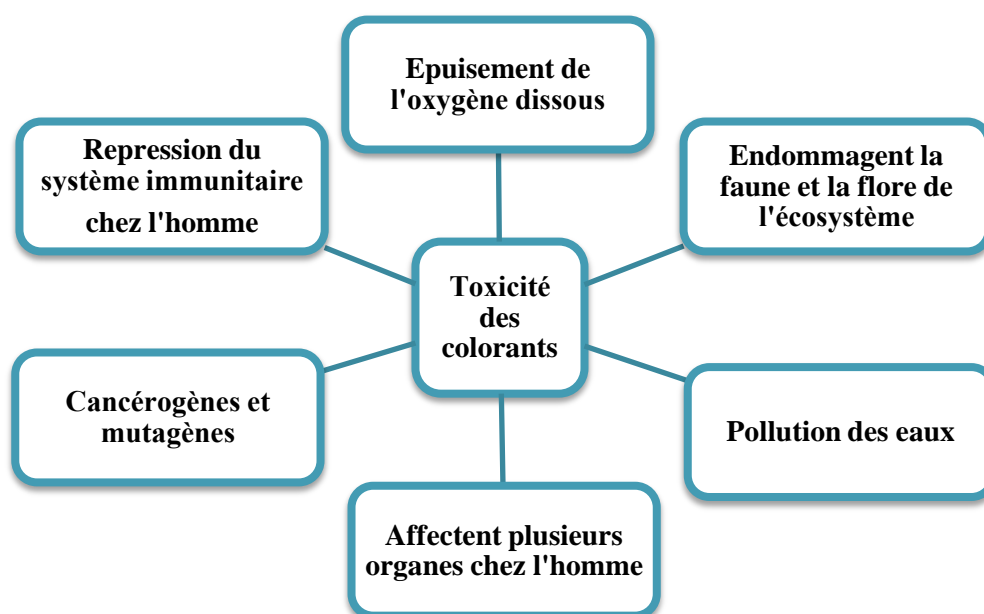 Epuisement de
l'oxygène dissous
Repression du
système immunitaire
chez l'homme
Endommagent la
faune et la flore de
l'écosystème
Toxicité
des
colorants
Cancérogènes et
mutagènes
Pollution des eaux
Affectent plusieurs
organes chez l'homme